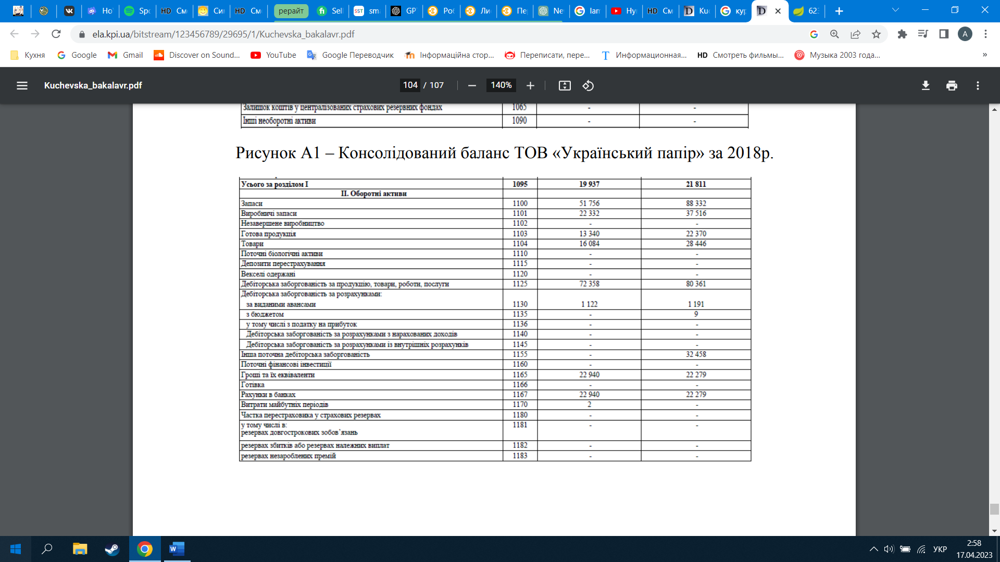 Но
Spo
HD См
Си
HD См
рерайт
fi Sel
SST sma
GP
Роб
Ли
Пе
Ne
lam
Ну
HD См
D Kuc
кур
D
623
ela.kpi.ua/bitstream/123456789/29695/1/Kuchevska_bakalavr.pdf
A
Кухня Google Gmail Discover on Sound... YouTube Google Переводчик Інформаційна стор... Переписати, пере... Информационная... HD Смотреть фильмы... Музыка 2003 года... »
Kuchevska_bakalavr.pdf 104 / 107 140%
Залишок коштів у централізованих страхових резервних фондах 1065 - -
Інші необоротні активи 1090 - -
Рисунок А1 – Консолідований баланс ТОВ «Український папір» за 2018р.
Усього за розділом I 1095 19 937 21 811
II. Оборотні активи
Запаси 1100 51 756 88 332
Виробничі запаси 1101 22 332 37 516
Незавершене виробництво 1102 - -
Готова продукція 1103 13 340 22 370
Товари 1104 16 084 28 446
Поточні біологічні активи 1110 - -
Депозити перестрахування 1115 - -
Векселі одержані 1120 - -
Дебіторська заборгованість за продукцію, товари, роботи, послуги 1125 72 358 80 361
Дебіторська заборгованість за розрахунками:
за виданими авансами 1130 1 122 1 191
з бюджетом 1135 - 9
у тому числі з податку на прибуток 1136 - -
Дебіторська заборгованість за розрахунками з нарахованих доходів 1140 - -
Дебіторська заборгованість за розрахунками із внутрішніх розрахунків 1145 - -
Інша поточна дебіторська заборгованість 1155 - 32 458
Поточні фінансові інвестиції 1160 - -
Гроші та їх еквіваленти 1165 22 940 22 279
Готівка 1166 - -
Рахунки в банках 1167 22 940 22 279
Витрати майбутніх періодів 1170 2 -
Частка перестраховика у страхових резервах 1180 - -
у тому числі в: 1181 - -
резервах довгострокових зобов’язань
резервах збитків або резервах належних виплат 1182 - -
резервах незароблених премій 1183 - -
УКР
2:58
17.04.2023